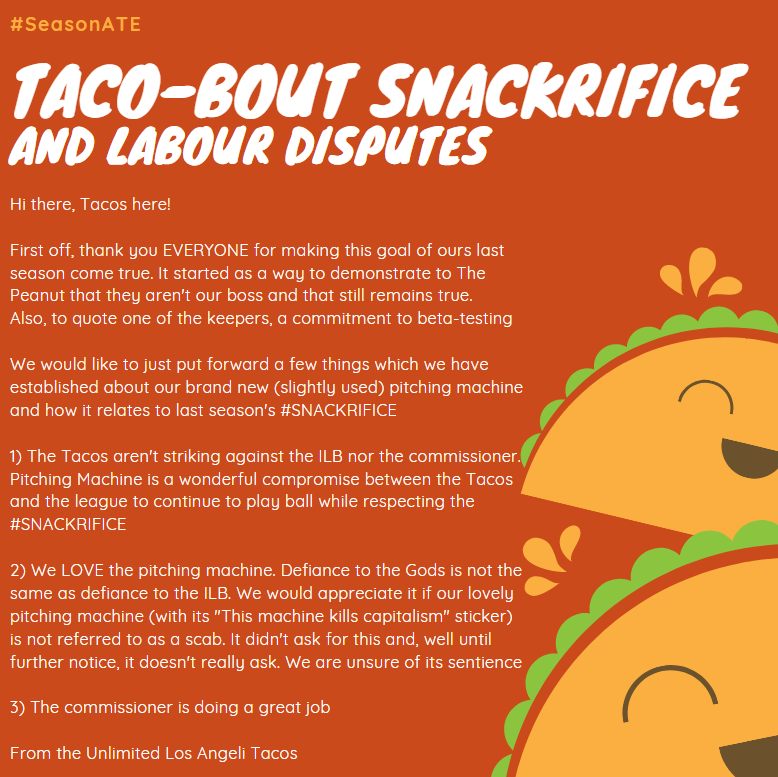 #SeasonATE
TACO-BOUT SNACKRIFICE
AND LABOUR DISPUTES
Hi there, Tacos here!
First off, thank you EVERYONE for making this goal of ours last
season come true. It started as a way to demonstrate to The
Peanut that they aren't our boss and that still remains true.
Also, to quote one of the keepers, a commitment to beta-testing
We would like to just put forward a few things which we have
established about our brand new (slightly used) pitching machine
and how it relates to last season's #SNACKRIFICE
1) The Tacos aren't striking against the ILB nor the commissioner.
Pitching Machine is a wonderful compromise between the Tacos
and the league to continue to play ball while respecting the
#SNACKRIFICE
2) We LOVE the pitching machine. Defiance to the Gods is not the
same as defiance to the ILB. We would appreciate it if our lovely
pitching machine (with its "This machine kills capitalism" sticker)
is not referred to as a scab. It didn't ask for this and, well until
further notice, it doesn't really ask. We are unsure of its sentience
3) The commissioner is doing a great job
From the Unlimited Los Angeli Tacos